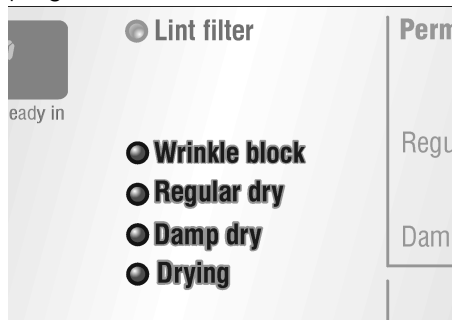 Lint filter
Perm
eady in
Wrinkle block
Regu
Regular dry
Damp dry
Dam
Drying